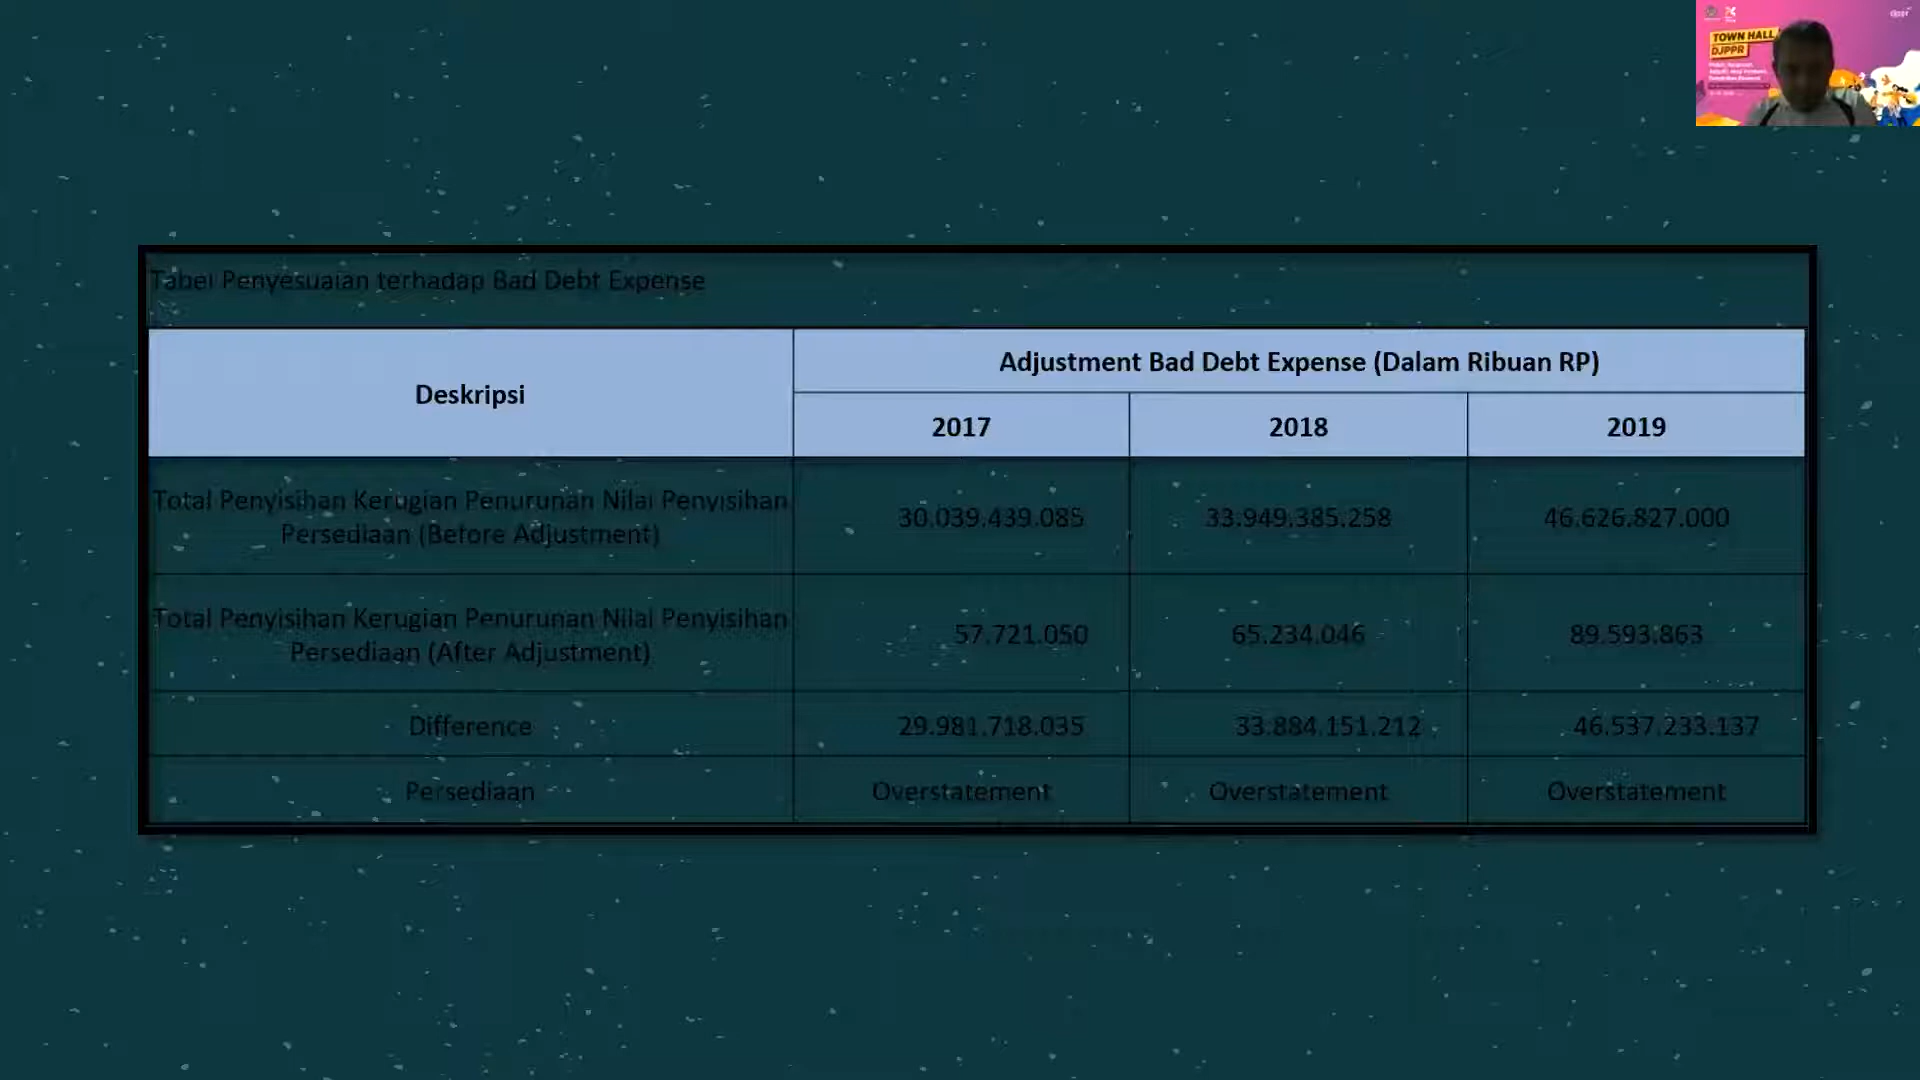 TOWN HALL
DJPPR
Tabel Penyesuaian terhadap Bad Debt Expense
Deskripsi
Adjustment Bad Debt Expense (Dalam Ribuan RP)
2017 2018 2019
Total Penyisihan Kerugian Penurunan Nilai Penyisihan
Persediaan (Before Adjustment)
30.039.439.085 33.949.385.258 46.626.827.000
Total Penyisihan Kerugian Penurunan Nilai Penyisihan
Persediaan (After Adjustment)
57.721.050 65.234.046 89.593.863
Difference 29.981.718.035 33.884.151.212 46.537.233.137
Persediaan Overstatement Overstatement Overstatement